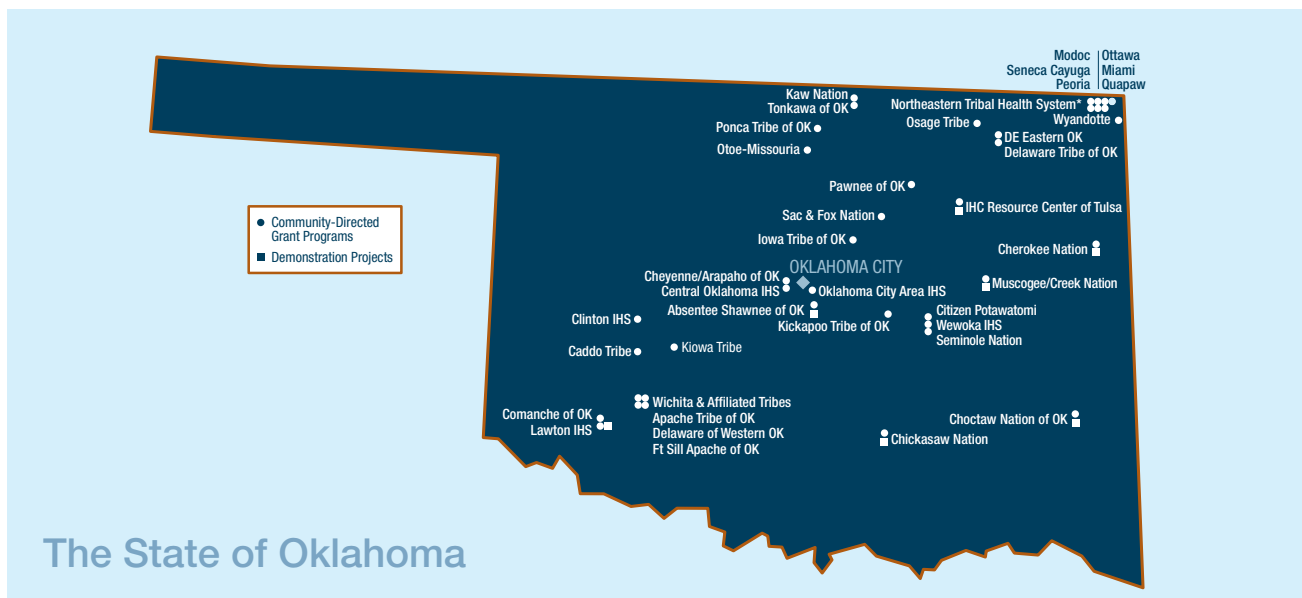 Modoc | Ottawa
Seneca Cayuga | Miami
Peoria | Quapaw
Kaw Nation
Tonkawa of OK
Northeastern Tribal Health System*
Wyandotte
Osage Tribe
Ponca Tribe of OK
DE Eastern OK
Delaware Tribe of OK
Otoe-Missouria
Pawnee of OK
IHC Resource Center of Tulsa
Sac & Fox Nation
Iowa Tribe of OK
Cherokee Nation
Community-Directed
Grant Programs
Demonstration Projects
OKLAHOMA CITY
Cheyenne/Arapaho of OK
Central Oklahoma IHS
Oklahoma City Area IHS
Muscogee/Creek Nation
Absentee Shawnee of OK
Kickapoo Tribe of OK
Citizen Potawatomi
Wewoka IHS
Seminole Nation
Clinton IHS
Caddo Tribe
Kiowa Tribe
Wichita & Affiliated Tribes
Apache Tribe of OK
Delaware of Western OK
Ft Sill Apache of OK
Comanche of OK
Lawton IHS
Choctaw Nation of OK
Chickasaw Nation
The State of Oklahoma